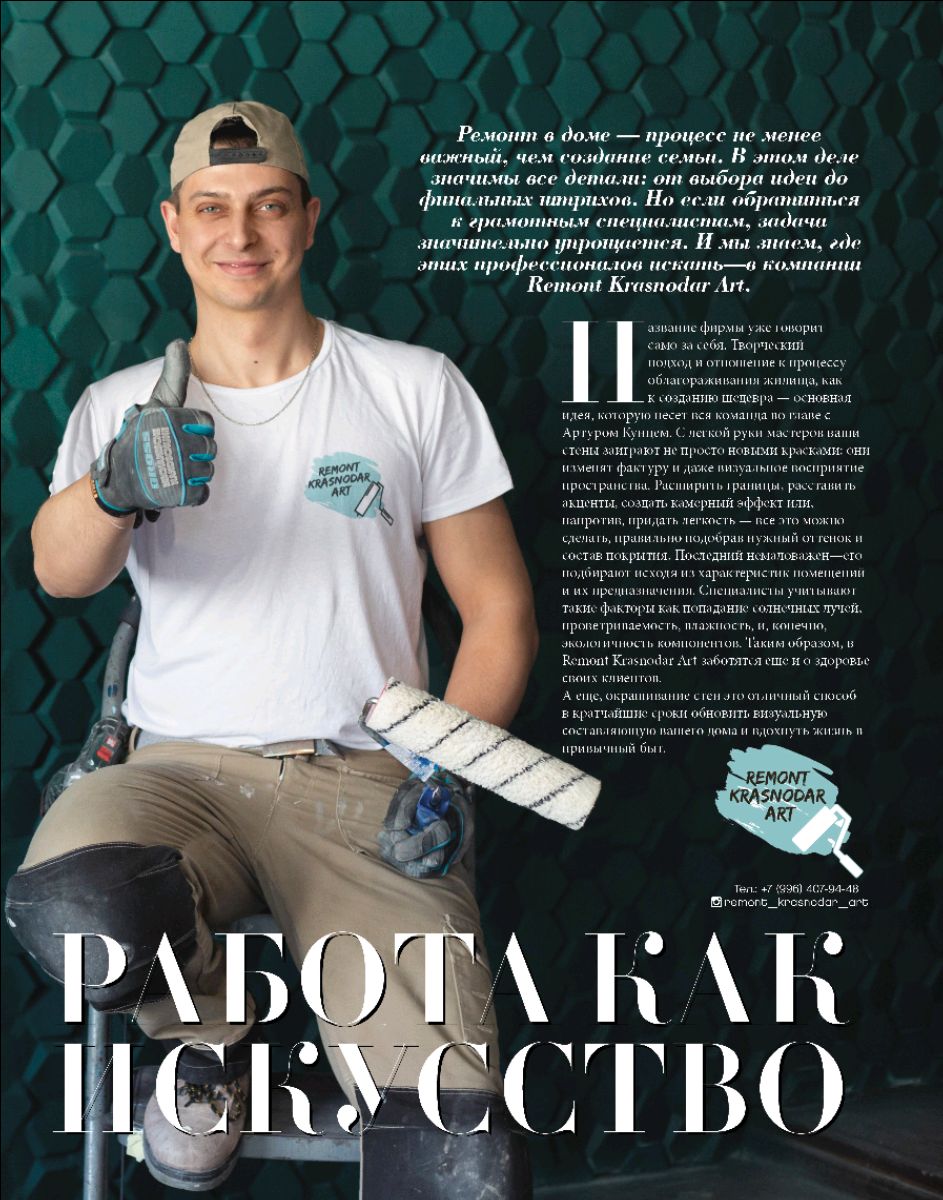 Ремонт в доме — процесс не менее
важный, чем создание семьи. В этом деле
значимы все детали: от выбора идеи до
финальных штрихов. Но если обратиться
к грамотным специалистам, задача
значительно упрощается. И мы знаем, где
этих профессионалов искать—в компании
Remont Krasnodar Art.
Название фирмы уже говорит
само за себя. Творческий
подход и отношение к процессу
облагораживания жилища, как
к созданию шедевра — основная
идея, которую несет вся команда во главе с
Артуром Кунцем. С легкой руки мастеров ваши
стены заиграют не просто новыми красками: они
изменят фактуру и даже визуальное восприятие
пространства. Расширить границы, расставить
акценты, создать камерный эффект или,
напротив, придать легкость — все это можно
сделать, правильно подобрав нужный оттенок и
состав покрытия. Последний немаловажен—его
подбирают исходя из характеристик помещений
и их предназначения. Специалисты учитывают
такие факторы как попадание солнечных лучей,
проветриваемость, влажность, и, конечно,
экологичность компонентов. Таким образом, в
Remont Krasnodar Art заботятся еще и о здоровье
своих клиентов.
А еще, окрашивание стен это отличный способ
в кратчайшие сроки обновить визуальную
составляющую вашего дома и вдохнуть жизнь в
привычный быт.
REMONT
KRASNODAR
ART
REMONT
KRASNODAR
ART
Тел.: +7 (996) 407-94-48
remont_krasnodar_art
РАБОТА КАК
ИСКУССТВО